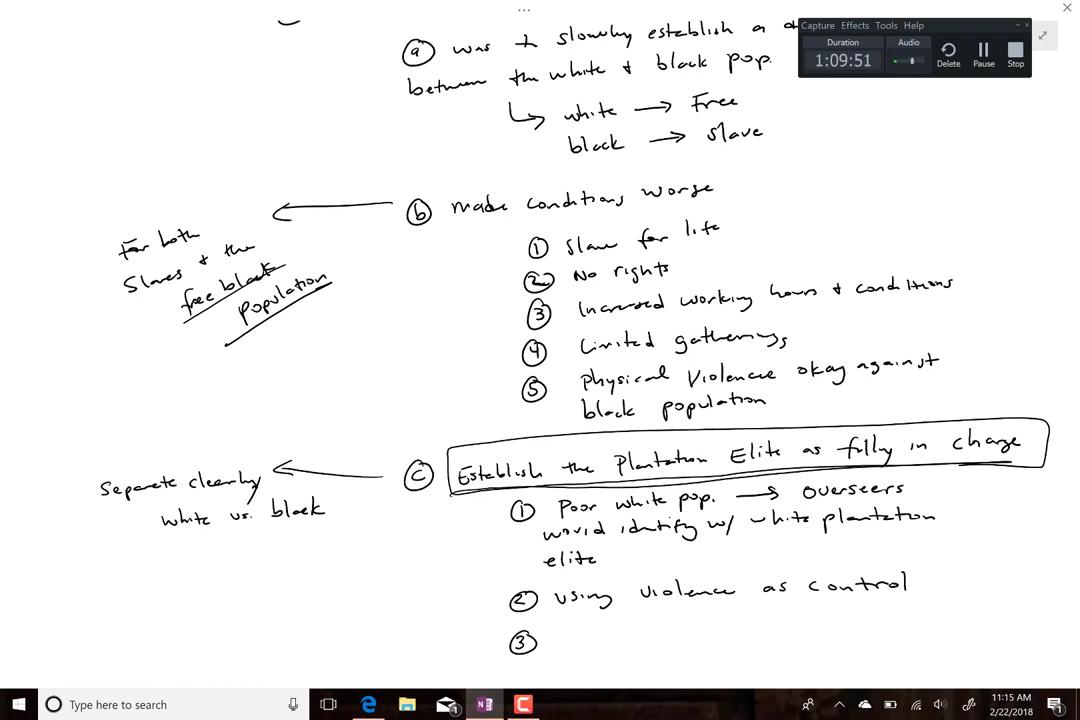 Capture Effects Tools Help
Duration
Audio
1:09:51
Delete
Pause
Stop
(a) was to slowly establish a
between the white & black pop.
white → Free
black → slave
(b) Made conditions worse
For both
Slaves & the
free black
population
(1) Slave for life
(2) No rights
(3) Increased working hours & conditions
(4) Limited gatherings
(5) Physical Violence okay against
black population
(c) Establish the Plantation Elite as fully in charge
Separate clearly
white vs. black
(1) Poor white pop. → overseers
would identify w/ white plantation
elite
(2) using violence as control
(3)
Type here to search
11:15 AM
2/22/2018